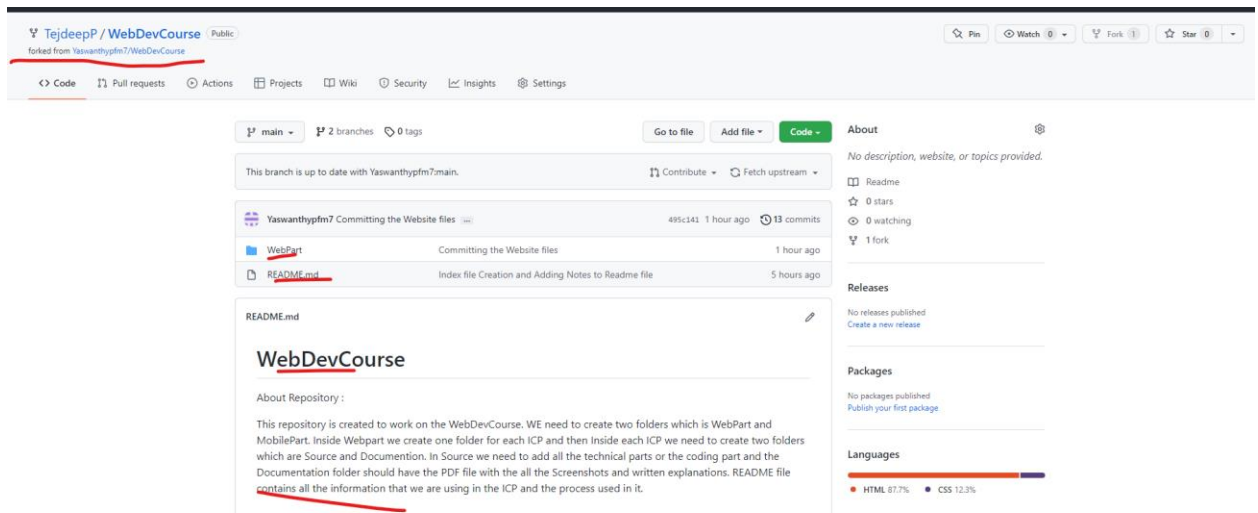 TejdeepP / WebDevCourse Public
Pin Watch 0 Fork 1 Star 0
forked from Yaswanthypfm7/WebDevCourse
<> Code Pull requests Actions Projects Wiki Security Insights Settings
main 2 branches 0 tags Go to file Add file Code
This branch is up to date with Yaswanthypfm7:main. Contribute Fetch upstream
Yaswanthypfm7 Committing the Website files ... 495c141 1 hour ago 13 commits
WebPart Committing the Website files 1 hour ago
README.md Index file Creation and Adding Notes to Readme file 5 hours ago
README.md
WebDevCourse
About Repository :
This repository is created to work on the WebDevCourse. WE need to create two folders which is WebPart and
MobilePart. Inside Webpart we create one folder for each ICP and then Inside each ICP we need to create two folders
which are Source and Documention. In Source we need to add all the technical parts or the coding part and the
Documentation folder should have the PDF file with the all the Screenshots and written explanations. README file
contains all the information that we are using in the ICP and the process used in it.
About
No description, website, or topics provided.
Readme
0 stars
0 watching
1 fork
Releases
No releases published
Create a new release
Packages
No packages published
Publish your first package
Languages
HTML 87.7% CSS 12.3%